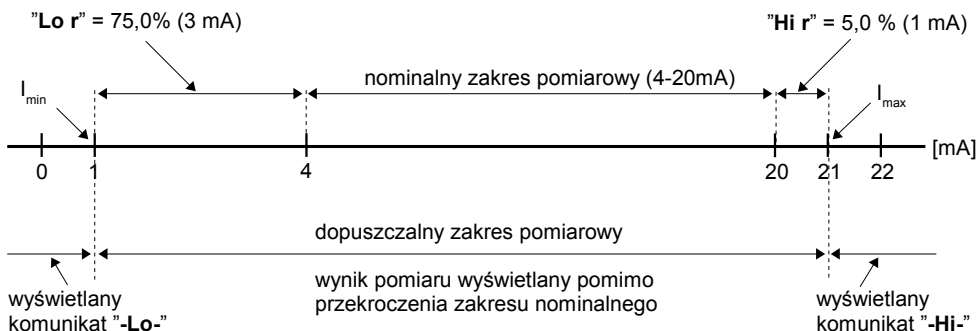 "Lo r" = 75,0% (3 mA)
"Hi r" = 5,0 % (1 mA)
nominalny zakres pomiarowy (4-20mA)
Imin
Imax
[mA]
0 1 4 20 21 22
dopuszczalny zakres pomiarowy
wynik pomiaru wyświetlany pomimo
przekroczenia zakresu nominalnego
wyświetlany
komunikat "-Lo-"
wyświetlany
komunikat "-Hi-"